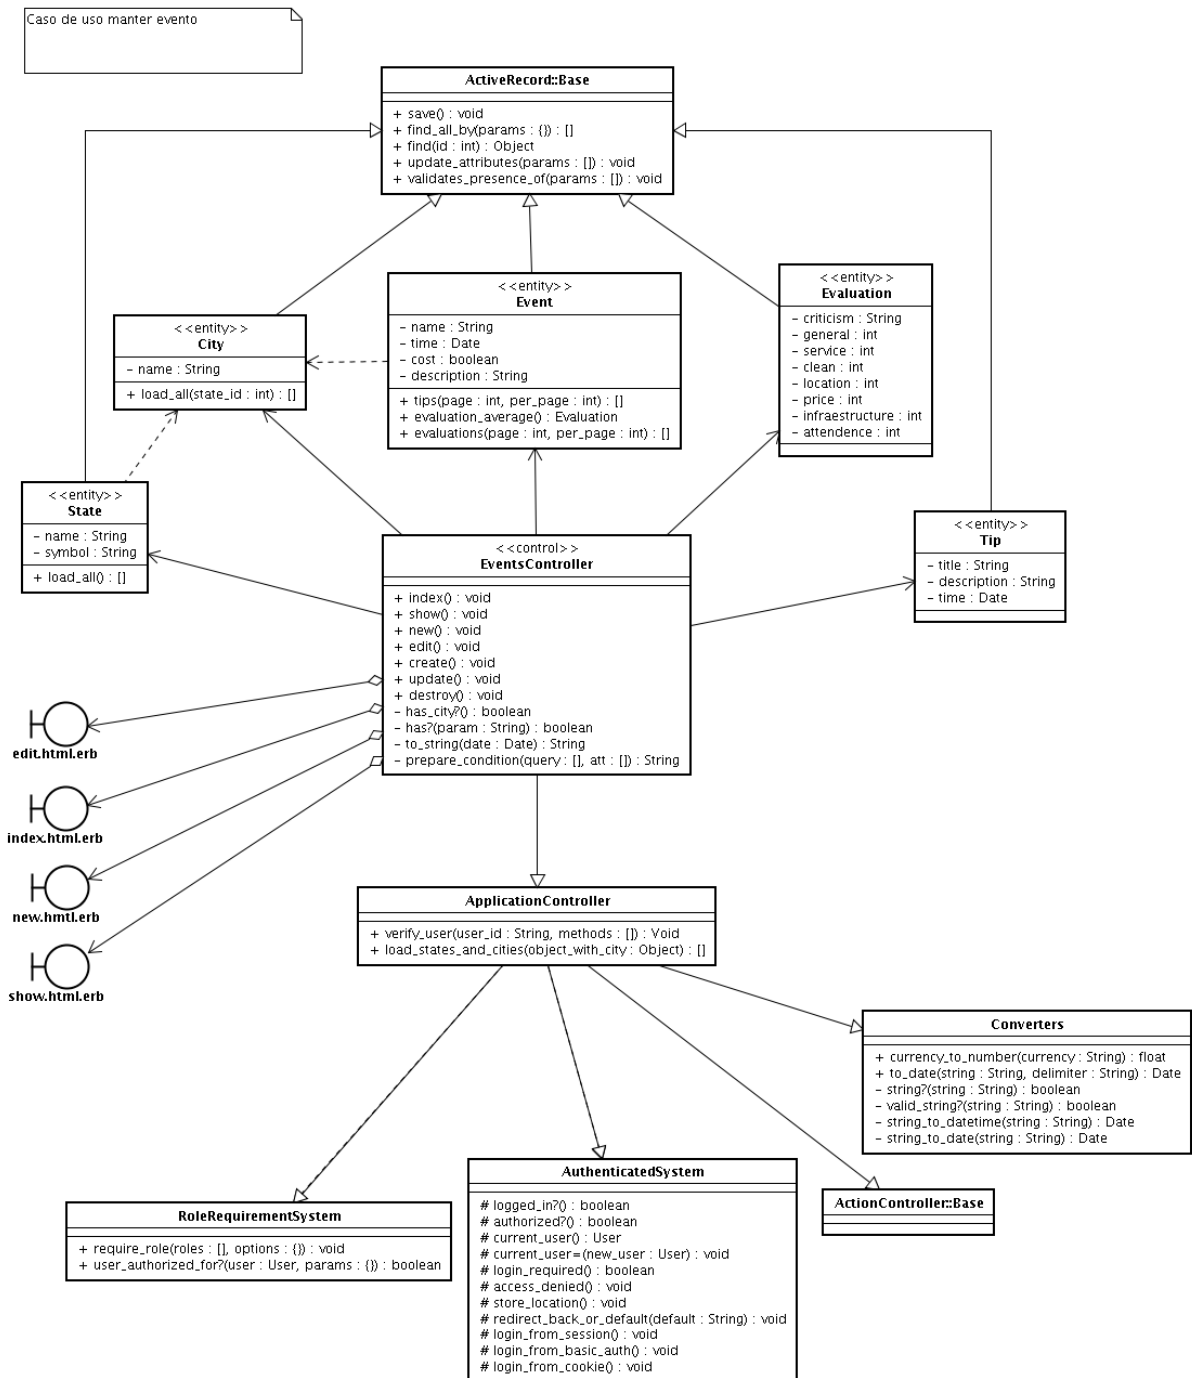 Caso de uso manter evento
ActiveRecord::Base
+ save() : void
+ find_all_by(params : {}) : []
+ find(id : int) : Object
+ update_attributes(params : []) : void
+ validates_presence_of(params : []) : void
<<entity>>
City
- name : String
+ load_all(state_id : int) : []
<<entity>>
Event
- name : String
- time : Date
- cost : boolean
- description : String
+ tips(page : int, per_page : int) : []
+ evaluation_average() : Evaluation
+ evaluations(page : int, per_page : int) : []
<<entity>>
Evaluation
- criticism : String
- general : int
- service : int
- clean : int
- location : int
- price : int
- infraestructure : int
- attendence : int
<<entity>>
State
- name : String
- symbol : String
+ load_all() : []
<<control>>
EventsController
+ index() : void
+ show() : void
+ new() : void
+ edit() : void
+ create() : void
+ update() : void
+ destroy() : void
- has_city?() : boolean
- has?(param : String) : boolean
- to_string(date : Date) : String
- prepare_condition(query : [], att : []) : String
<<entity>>
Tip
- title : String
- description : String
- time : Date
edit.html.erb
index.html.erb
new.hmtl.erb
show.html.erb
ApplicationController
+ verify_user(user_id : String, methods : []) : Void
+ load_states_and_cities(object_with_city : Object) : []
Converters
+ currency_to_number(currency : String) : float
+ to_date(string : String, delimiter : String) : Date
- string?(string : String) : boolean
- valid_string?(string : String) : boolean
- string_to_datetime(string : String) : Date
- string_to_date(string : String) : Date
RoleRequirementSystem
+ require_role(roles : [], options : {}) : void
+ user_authorized_for?(user : User, params : {}) : boolean
AuthenticatedSystem
# logged_in?() : boolean
# authorized?() : boolean
# current_user() : User
# current_user=(new_user : User) : void
# login_required() : boolean
# access_denied() : void
# store_location() : void
# redirect_back_or_default(default : String) : void
# login_from_session() : void
# login_from_basic_auth() : void
# login_from_cookie() : void
ActionController::Base